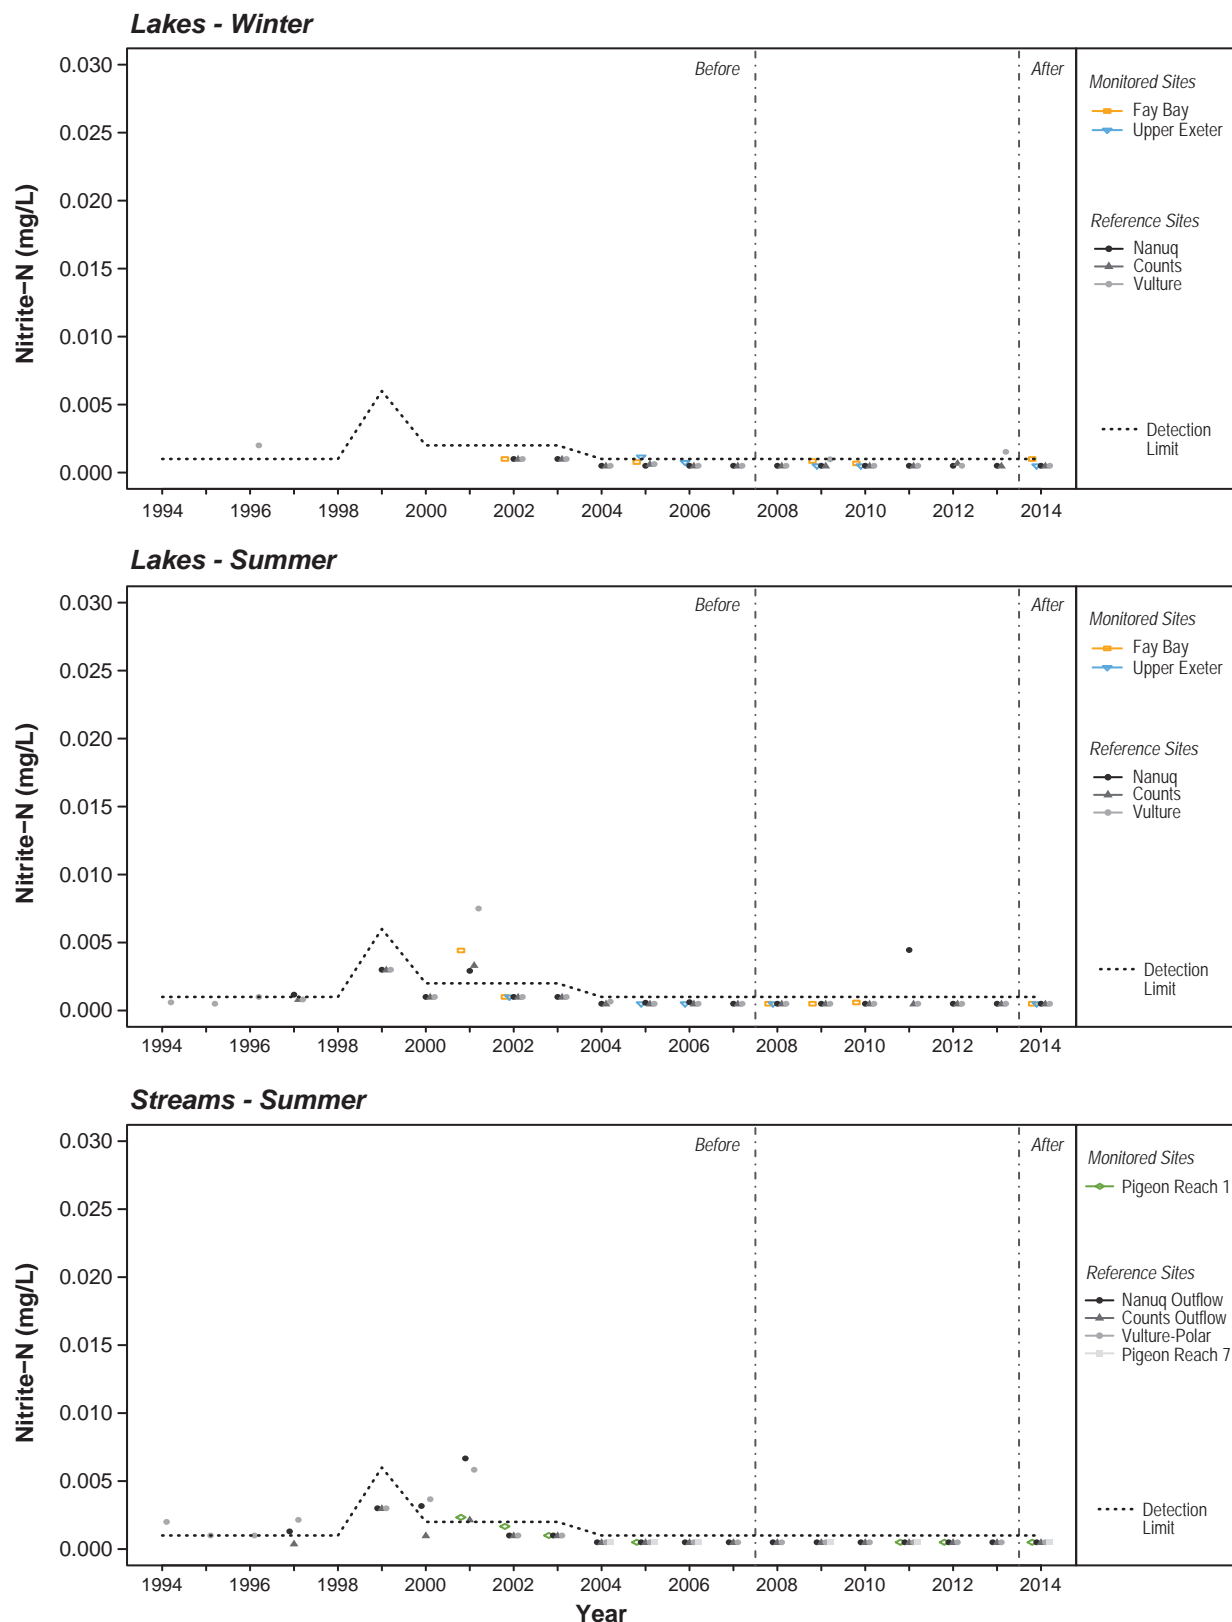 Lakes - Winter
Nitrite–N (mg/L)
0.030
0.025
0.020
0.015
0.010
0.005
0.000
Before
After
1994 1996 1998 2000 2002 2004 2006 2008 2010 2012 2014
Monitored Sites
Fay Bay
Upper Exeter
Reference Sites
Nanuq
Counts
Vulture
Detection
Limit
Lakes - Summer
Nitrite–N (mg/L)
0.030
0.025
0.020
0.015
0.010
0.005
0.000
Before
After
1994 1996 1998 2000 2002 2004 2006 2008 2010 2012 2014
Monitored Sites
Fay Bay
Upper Exeter
Reference Sites
Nanuq
Counts
Vulture
Detection
Limit
Streams - Summer
Nitrite–N (mg/L)
0.030
0.025
0.020
0.015
0.010
0.005
0.000
Before
After
1994 1996 1998 2000 2002 2004 2006 2008 2010 2012 2014
Year
Monitored Sites
Pigeon Reach 1
Reference Sites
Nanuq Outflow
Counts Outflow
Vulture-Polar
Pigeon Reach 7
Detection
Limit